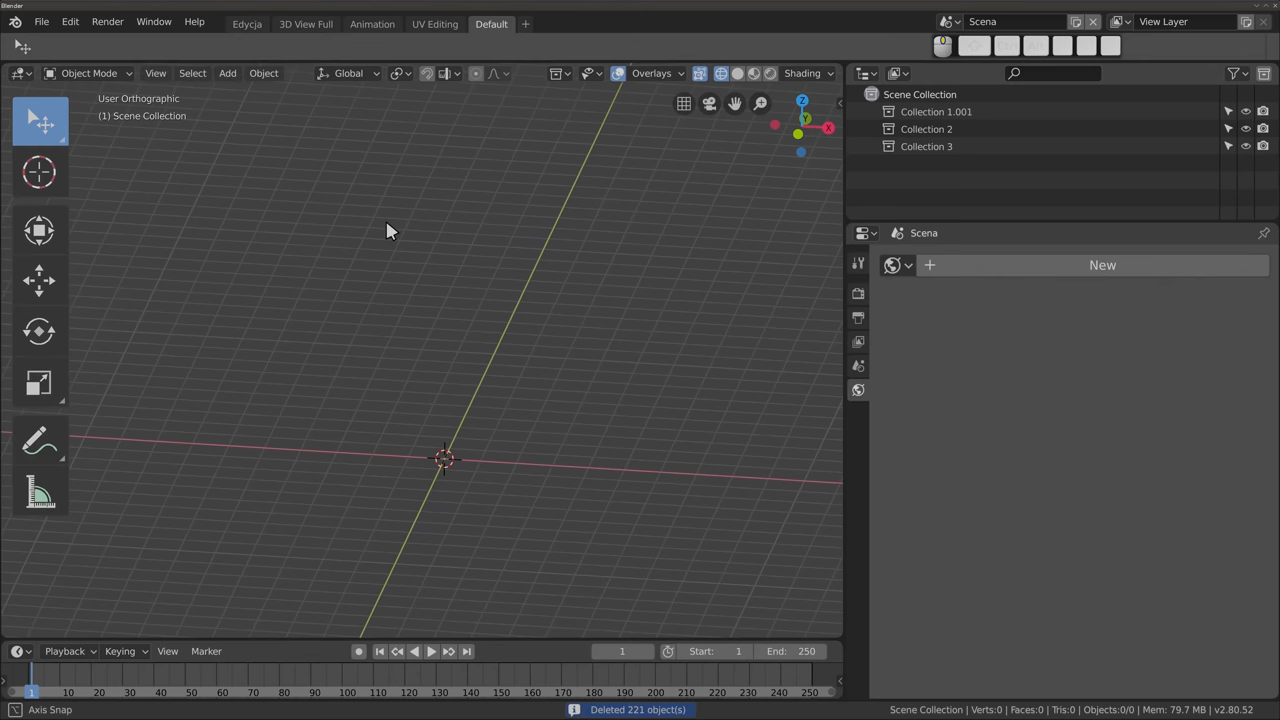 Blender
File Edit Render Window Help
Edycja 3D View Full Animation UV Editing Default
Scena
View Layer
Object Mode View Select Add Object Global Overlays Shading
User Orthographic
(1) Scene Collection
Z
Y
X
Scene Collection
Collection 1.001
Collection 2
Collection 3
Scena
New
Playback Keying View Marker
1 Start: 1 End: 250
1 10 20 30 40 50 60 70 80 90 100 110 120 130 140 150 160 170 180 190 200 210 220 230 240 250
Axis Snap
Deleted 221 object(s)
Scene Collection | Verts:0 | Faces:0 | Tris:0 | Objects:0/0 | Mem: 79.7 MB | v2.80.52